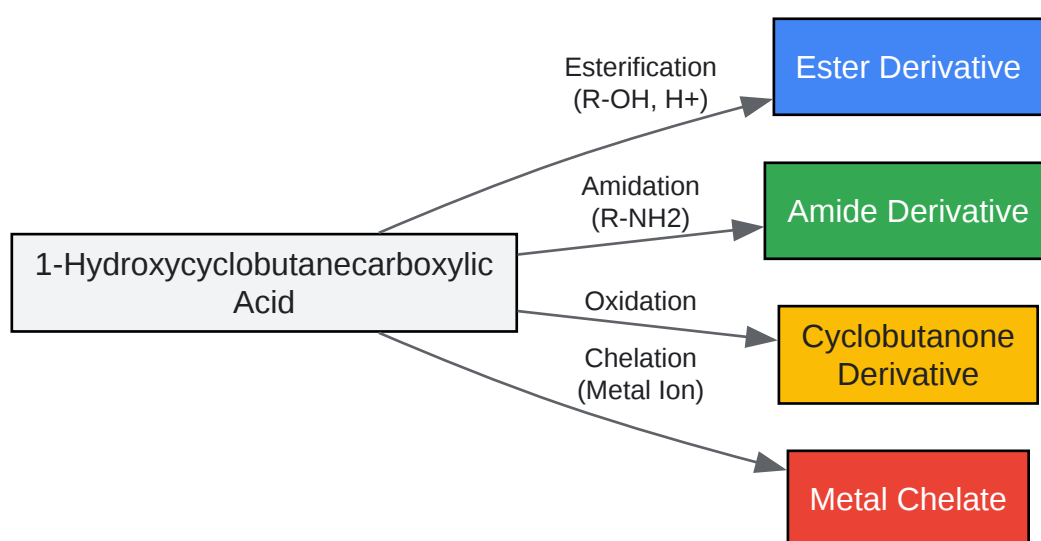 Esterification
(R-OH, H+)
Ester Derivative
Amidation
(R-NH2)
Amide Derivative
1-Hydroxycyclobutanecarboxylic
Acid
Oxidation
Cyclobutanone
Derivative
Chelation
(Metal Ion)
Metal Chelate